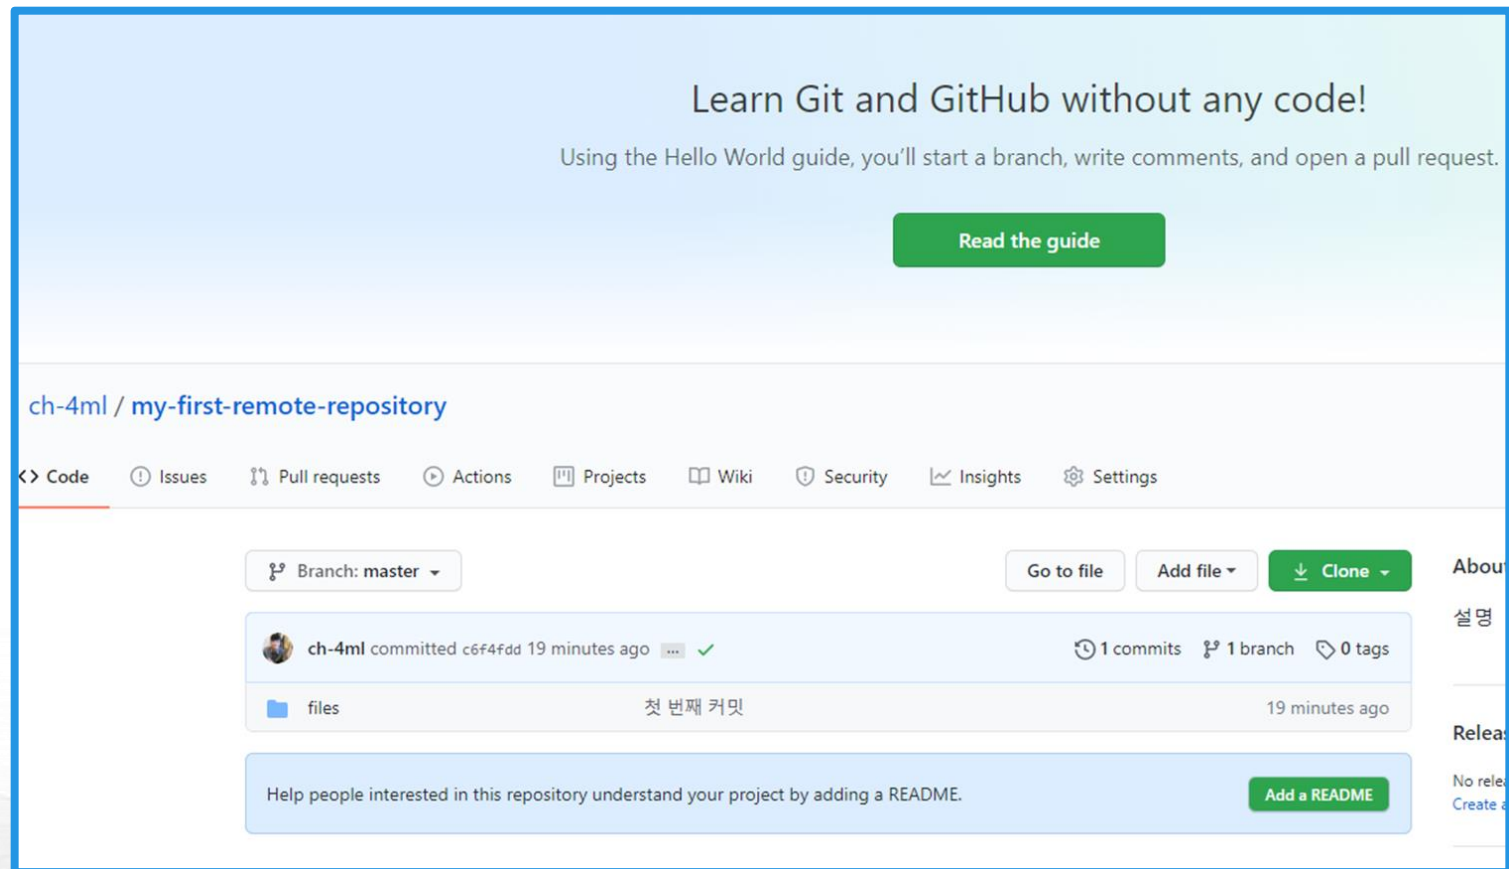 Learn Git and GitHub without any code!
Using the Hello World guide, you'll start a branch, write comments, and open a pull request.
Read the guide
ch-4ml / my-first-remote-repository
Code Issues Pull requests Actions Projects Wiki Security Insights Settings
Branch: master Go to file Add file Clone
ch-4ml committed c6f4fdd 19 minutes ago ... 1 commits 1 branch 0 tags
files 첫 번째 커밋 19 minutes ago
Help people interested in this repository understand your project by adding a README. Add a README
설명
No
Create